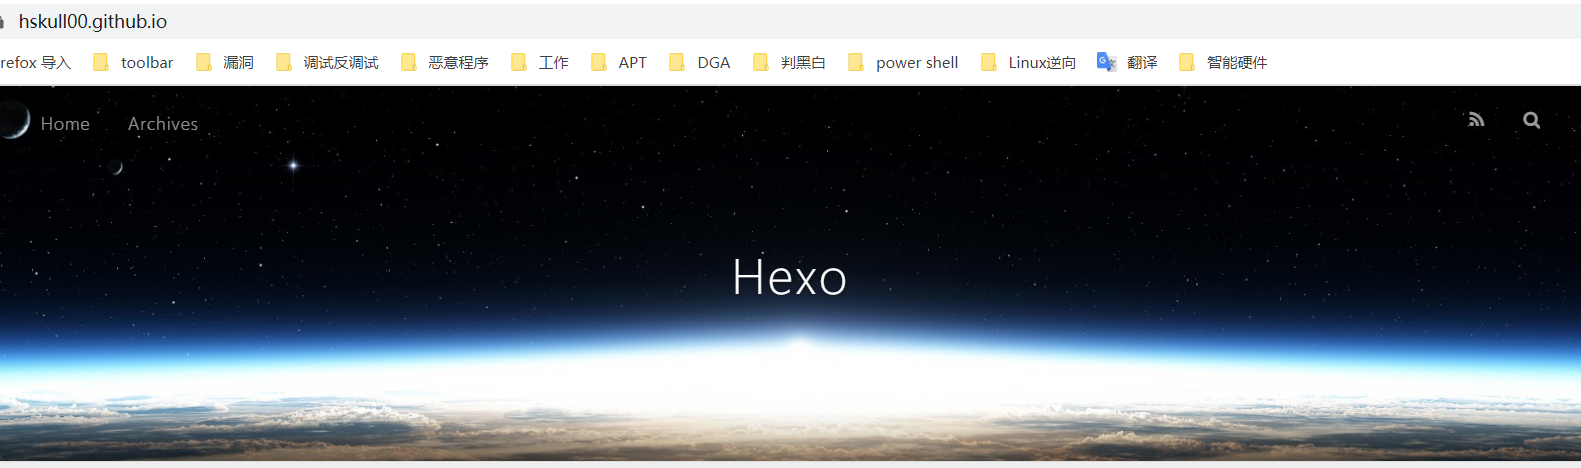 hskull00.github.io
refox 导入 toolbar 漏洞 调试反调试 恶意程序 工作 APT DGA 判黑白 power shell Linux逆向 翻译 智能硬件
Home Archives
Hexo